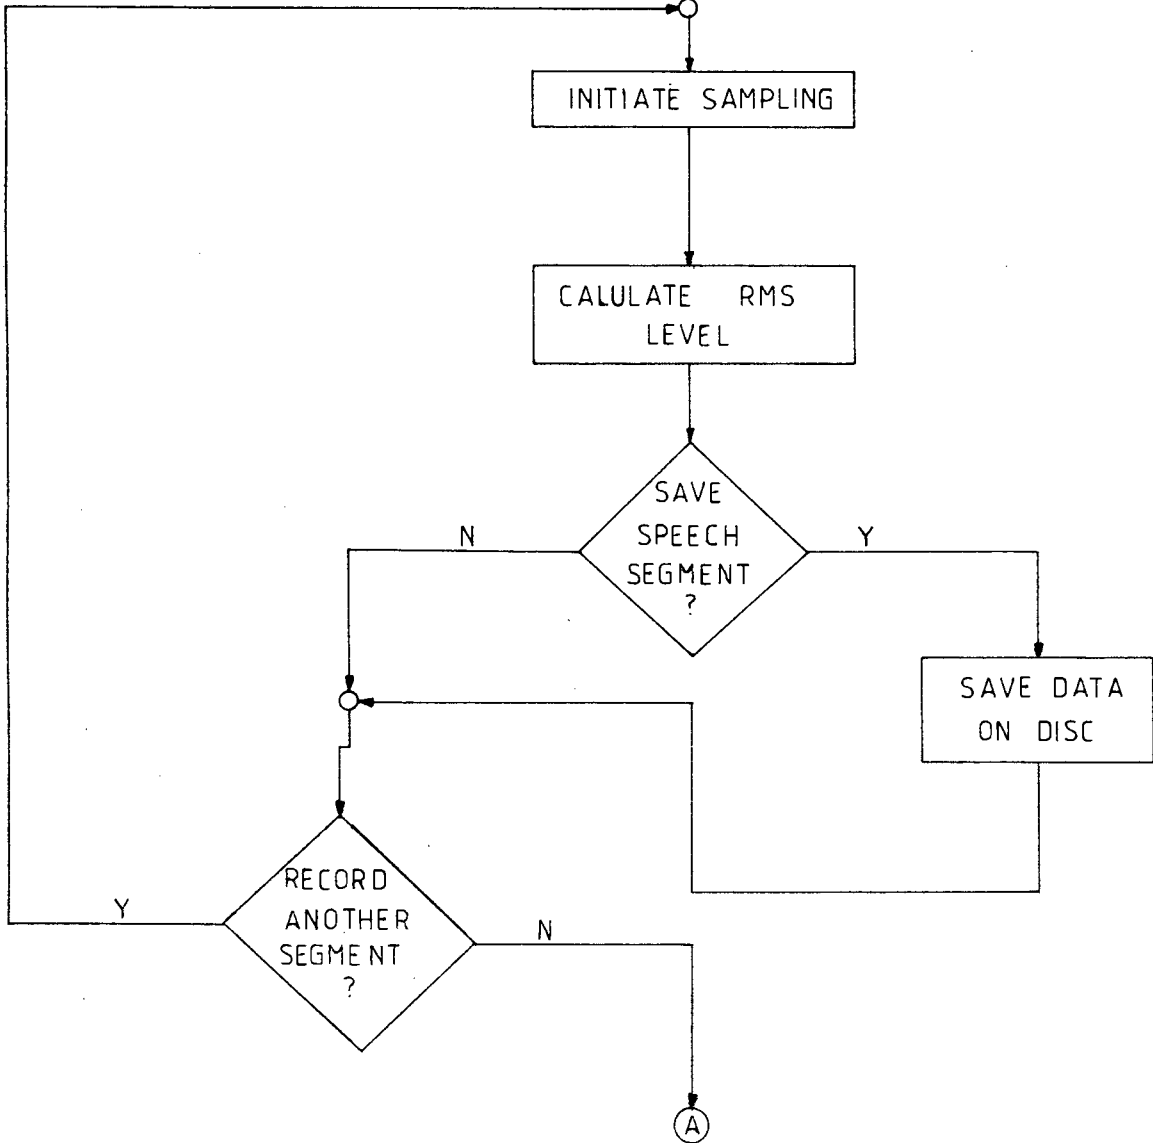 INITIATE SAMPLING
CALULATE RMS
LEVEL
SAVE
SPEECH
SEGMENT
?
N
Y
SAVE DATA
ON DISC
RECORD
ANOTHER
SEGMENT
?
Y
N
A